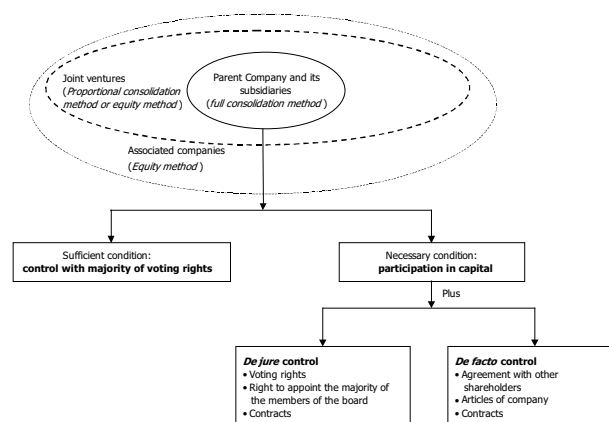 Joint ventures
(Proportional consolidation
method or equity method )
Parent Company and its
subsidiaries
(full consolidation method )
Associated companies
(Equity method )
Sufficient condition:
control with majority of voting rights
Necessary condition:
participation in capital
Plus
De jure control
• Voting rights
• Right to appoint the majority of
the members of the board
• Contracts
De facto control
• Agreement with other
shareholders
• Articles of company
• Contracts